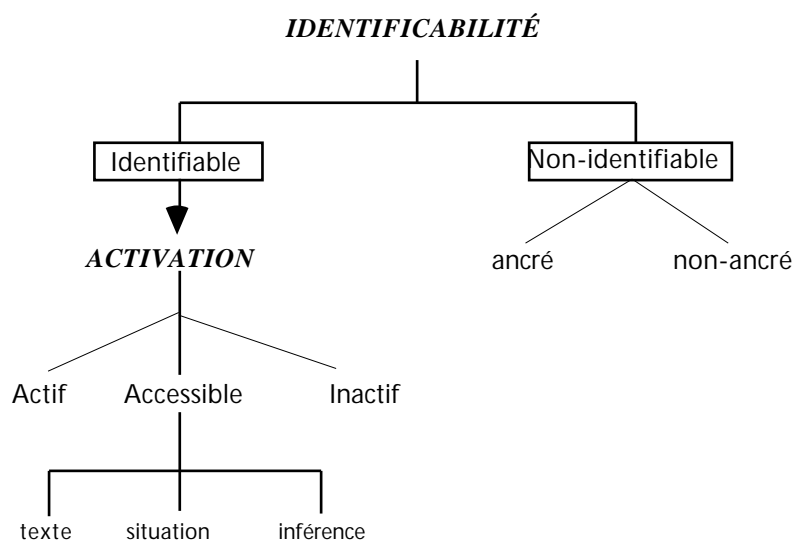 IDENTIFICABILITÉ
Identifiable
Non-identifiable
ACTIVATION
ancré
non-ancré
Actif
Accessible
Inactif
texte
situation
inférence